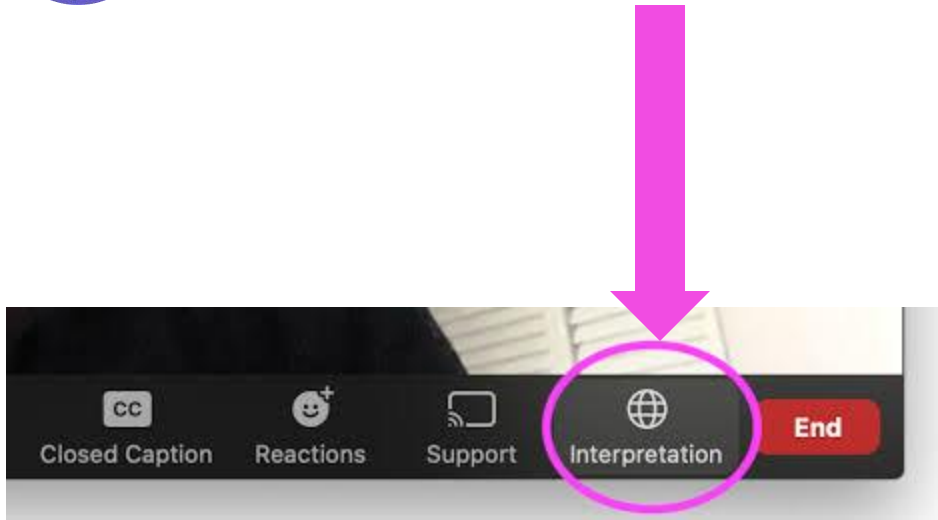 CC
Closed Caption
Reactions
Support
Interpretation
End